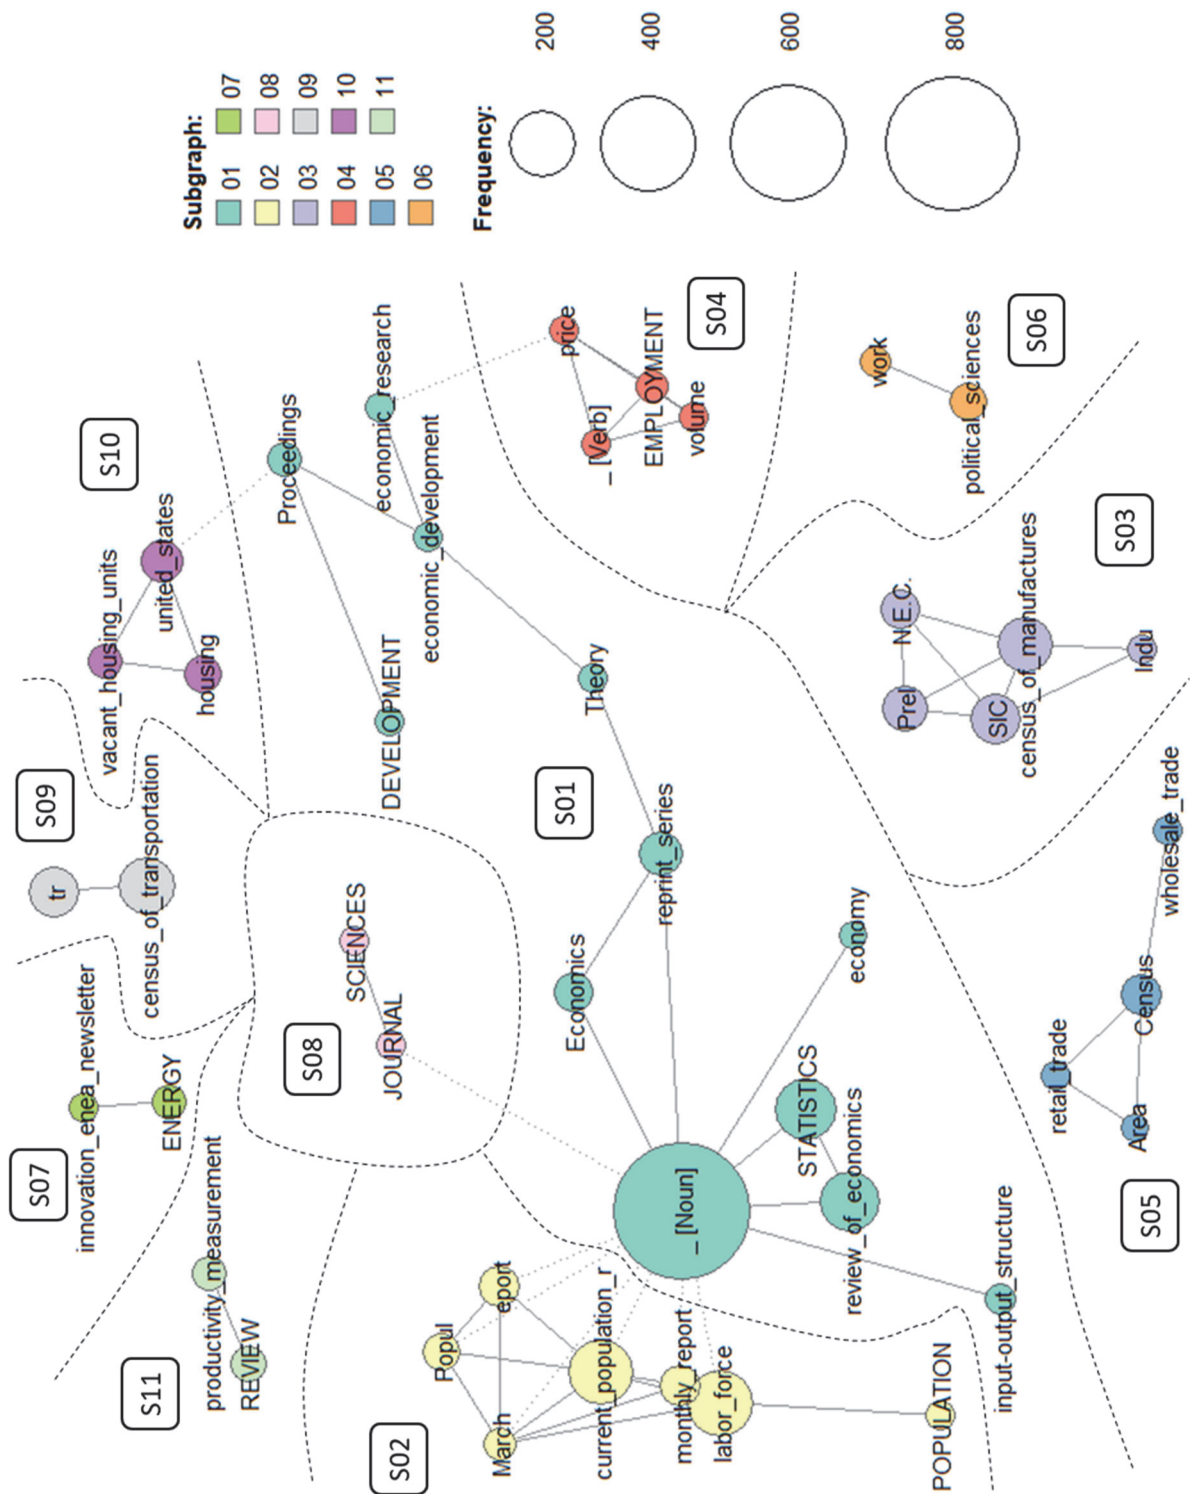 Subgraph:
01
07
02
08
03
09
04
10
05
11
06
Frequency:
200
400
600
800
S10
vacant_housing_units
united_states
housing
S09
tr
census_of_transportation
S07
innovation_enea_newsletter
ENERGY
S11
productivity_measurement
REVIEW
S08
SCIENCES
JOURNAL
S01
Proceedings
economic_research
economic_development
DEVELOPMENT
Theory
reprint_series
Economics
economy
_ [Noun]
STATISTICS
review_of_economics
input-output_structure
S02
Popul
eport
March
current_population_r
monthly_report
labor_force
POPULATION
S04
price
_ [Verb]
EMPLOYMENT
volume
S06
work
political_sciences
S03
N.E.C.
Prel
SIC
census_of_manufactures
Indu
S05
wholesale_trade
Census
retail_trade
Area